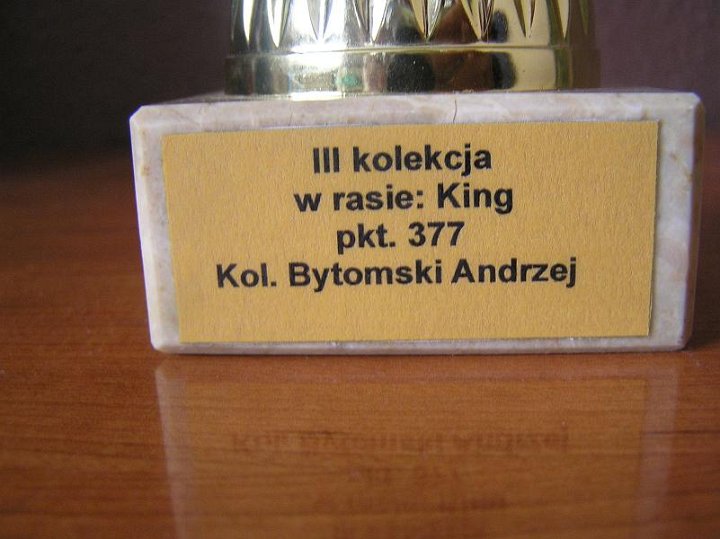 III kolekcja
w rasie: King
pkt. 377
Kol. Bytomski Andrzej